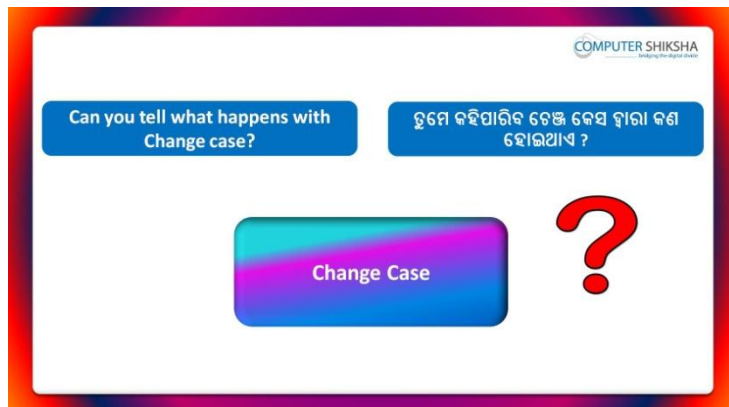 COMPUTER SHIKSHA
bridging the digital divide
Can you tell what happens with
Change case?
ତୁମେ କହିପାରିବ ଚେଞ୍ଜ କେସ ଦ୍ୱାରା କଣ
ହୋଇଥାଏ ?
Change Case
?